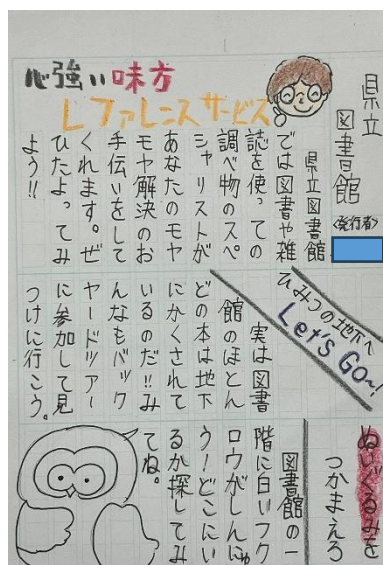 県立
図書館
〈発行者〉
心強い味方
レファレンスサービス
県立図書館
では図書や雑
誌を使っての
調べ物のスペ
シャリストが
あなたのモヤ
モヤ解決のお
手伝いをして
くれます。ぜ
ひたよってみ
よう!!
ひみつの地下へ
Let's Go〜!
実は図書
館のほとん
どの本は地下
にかくされて
いるのだ!!み
んなもバック
ヤードツアー
に参加して見
つけに行こう。
ぬいぐるみを
つかまえろ
図書館の一
階に白いフク
ロウがしんにゅ
う!どこにい
るか探してみ
てね。